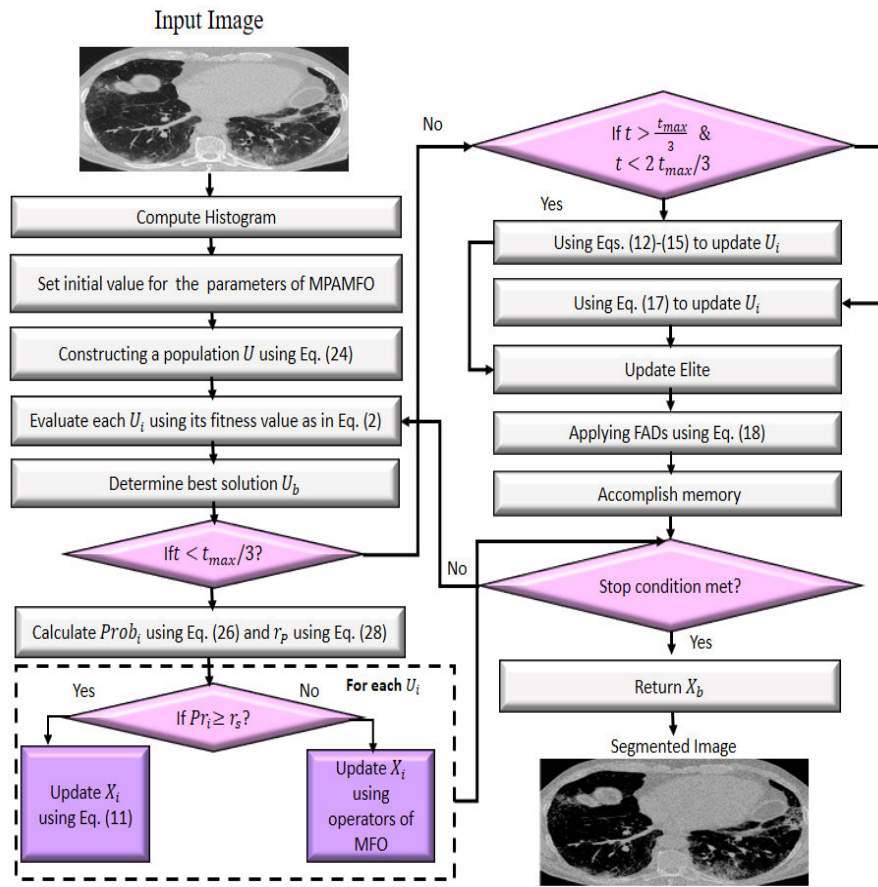 Input Image
Compute Histogram
Set initial value for the parameters of MPAMFO
Constructing a population U using Eq. (24)
Evaluate each U_i using its fitness value as in Eq. (2)
Determine best solution U_b
If t < t_max/3?
Calculate Prob_i using Eq. (26) and r_P using Eq. (28)
For each U_i
Yes
No
If Pr_i ≥ r_s?
Update X_i
using Eq. (11)
Update X_i
using
operators of
MFO
No
If t > t_max/3 &
t < 2 t_max/3
Yes
Using Eqs. (12)-(15) to update U_i
Using Eq. (17) to update U_i
Update Elite
Applying FADs using Eq. (18)
Accomplish memory
No
Stop condition met?
Yes
Return X_b
Segmented Image